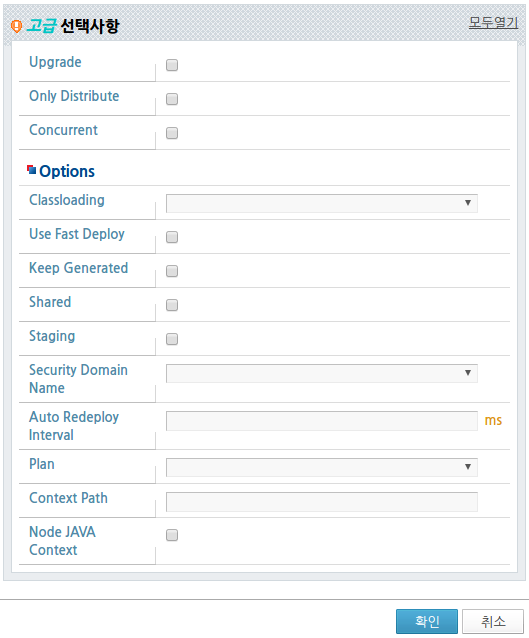 고급 선택사항
모두열기
Upgrade
Only Distribute
Concurrent
Options
Classloading
Use Fast Deploy
Keep Generated
Shared
Staging
Security Domain
Name
Auto Redeploy
Interval
ms
Plan
Context Path
Node JAVA
Context
확인
취소